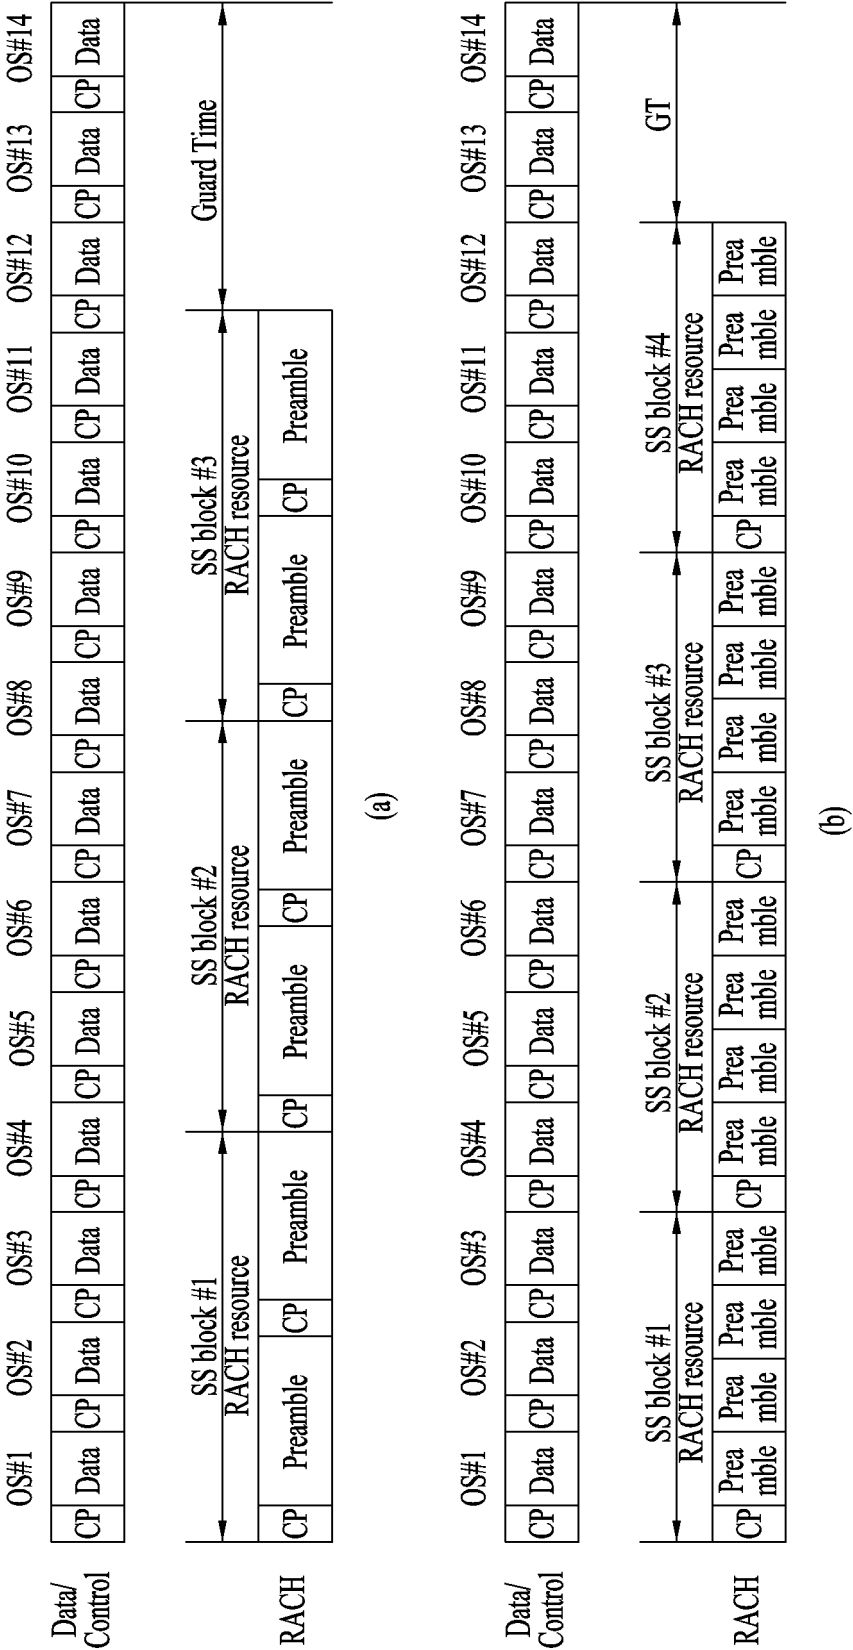 OS#1 OS#2 OS#3 OS#4 OS#5 OS#6 OS#7 OS#8 OS#9 OS#10 OS#11 OS#12 OS#13 OS#14
Data/
Control
CP Data CP Data CP Data CP Data CP Data CP Data CP Data CP Data CP Data CP Data CP Data CP Data CP Data CP Data
SS block #1 SS block #2 SS block #3 Guard Time
RACH resource RACH resource RACH resource
RACH CP Preamble CP Preamble CP Preamble CP Preamble CP Preamble CP Preamble
(a)
OS#1 OS#2 OS#3 OS#4 OS#5 OS#6 OS#7 OS#8 OS#9 OS#10 OS#11 OS#12 OS#13 OS#14
Data/
Control
CP Data CP Data CP Data CP Data CP Data CP Data CP Data CP Data CP Data CP Data CP Data CP Data CP Data CP Data
SS block #1 SS block #2 SS block #3 SS block #4 GT
RACH resource RACH resource RACH resource RACH resource
RACH CP Prea Prea Prea Prea CP Prea Prea Prea Prea CP Prea Prea Prea Prea CP Prea Prea Prea Prea
mble mble mble mble mble mble mble mble mble mble mble mble mble mble mble mble
(b)